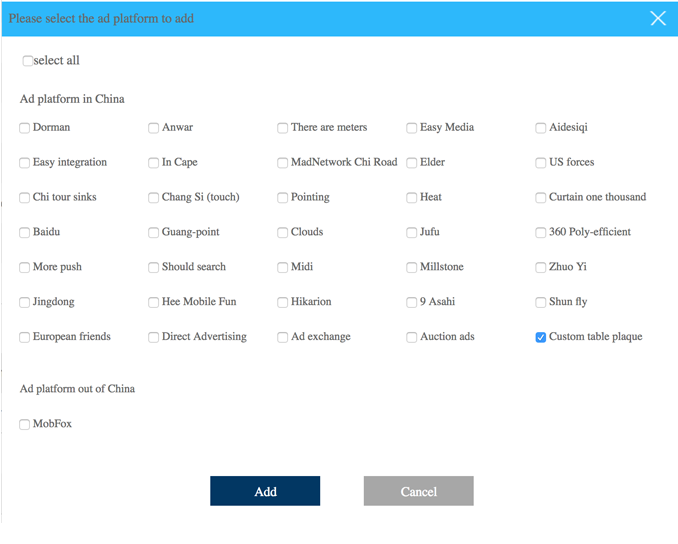 Please select the ad platform to add
select all
Ad platform in China
Dorman Anwar There are meters Easy Media Aidesiqi
Easy integration In Cape MadNetwork Chi Road Elder US forces
Chi tour sinks Chang Si (touch) Pointing Heat Curtain one thousand
Baidu Guang-point Clouds Jufu 360 Poly-efficient
More push Should search Midi Millstone Zhuo Yi
Jingdong Hee Mobile Fun Hikarion 9 Asahi Shun fly
European friends Direct Advertising Ad exchange Auction ads Custom table plaque
Ad platform out of China
MobFox
Add Cancel